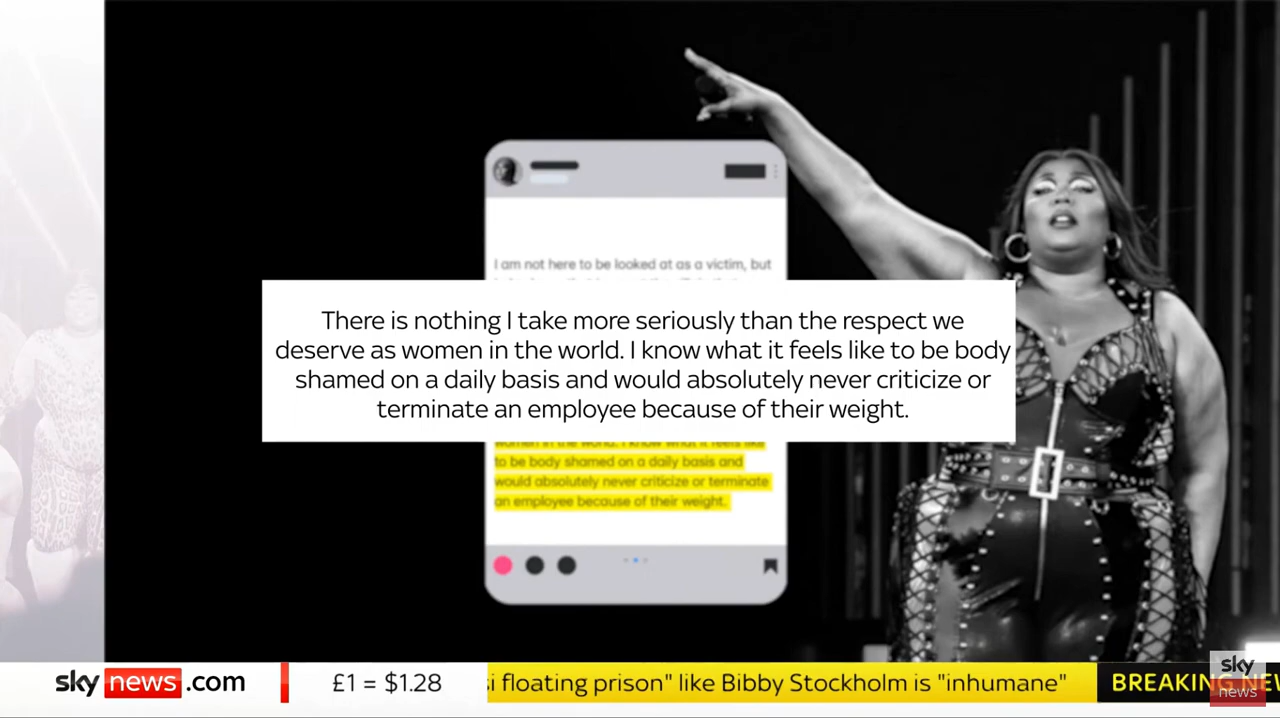 I am not here to be looked at as a victim, but
There is nothing I take more seriously than the respect we
deserve as women in the world. I know what it feels like to be body
shamed on a daily basis and would absolutely never criticize or
terminate an employee because of their weight.
women in the world. I know what it feels like
to be body shamed on a daily basis and
would absolutely never criticize or terminate
an employee because of their weight.
sky news .com
£1 = $1.28
floating prison" like Bibby Stockholm is "inhumane"
BREAKING NEW
sky
news